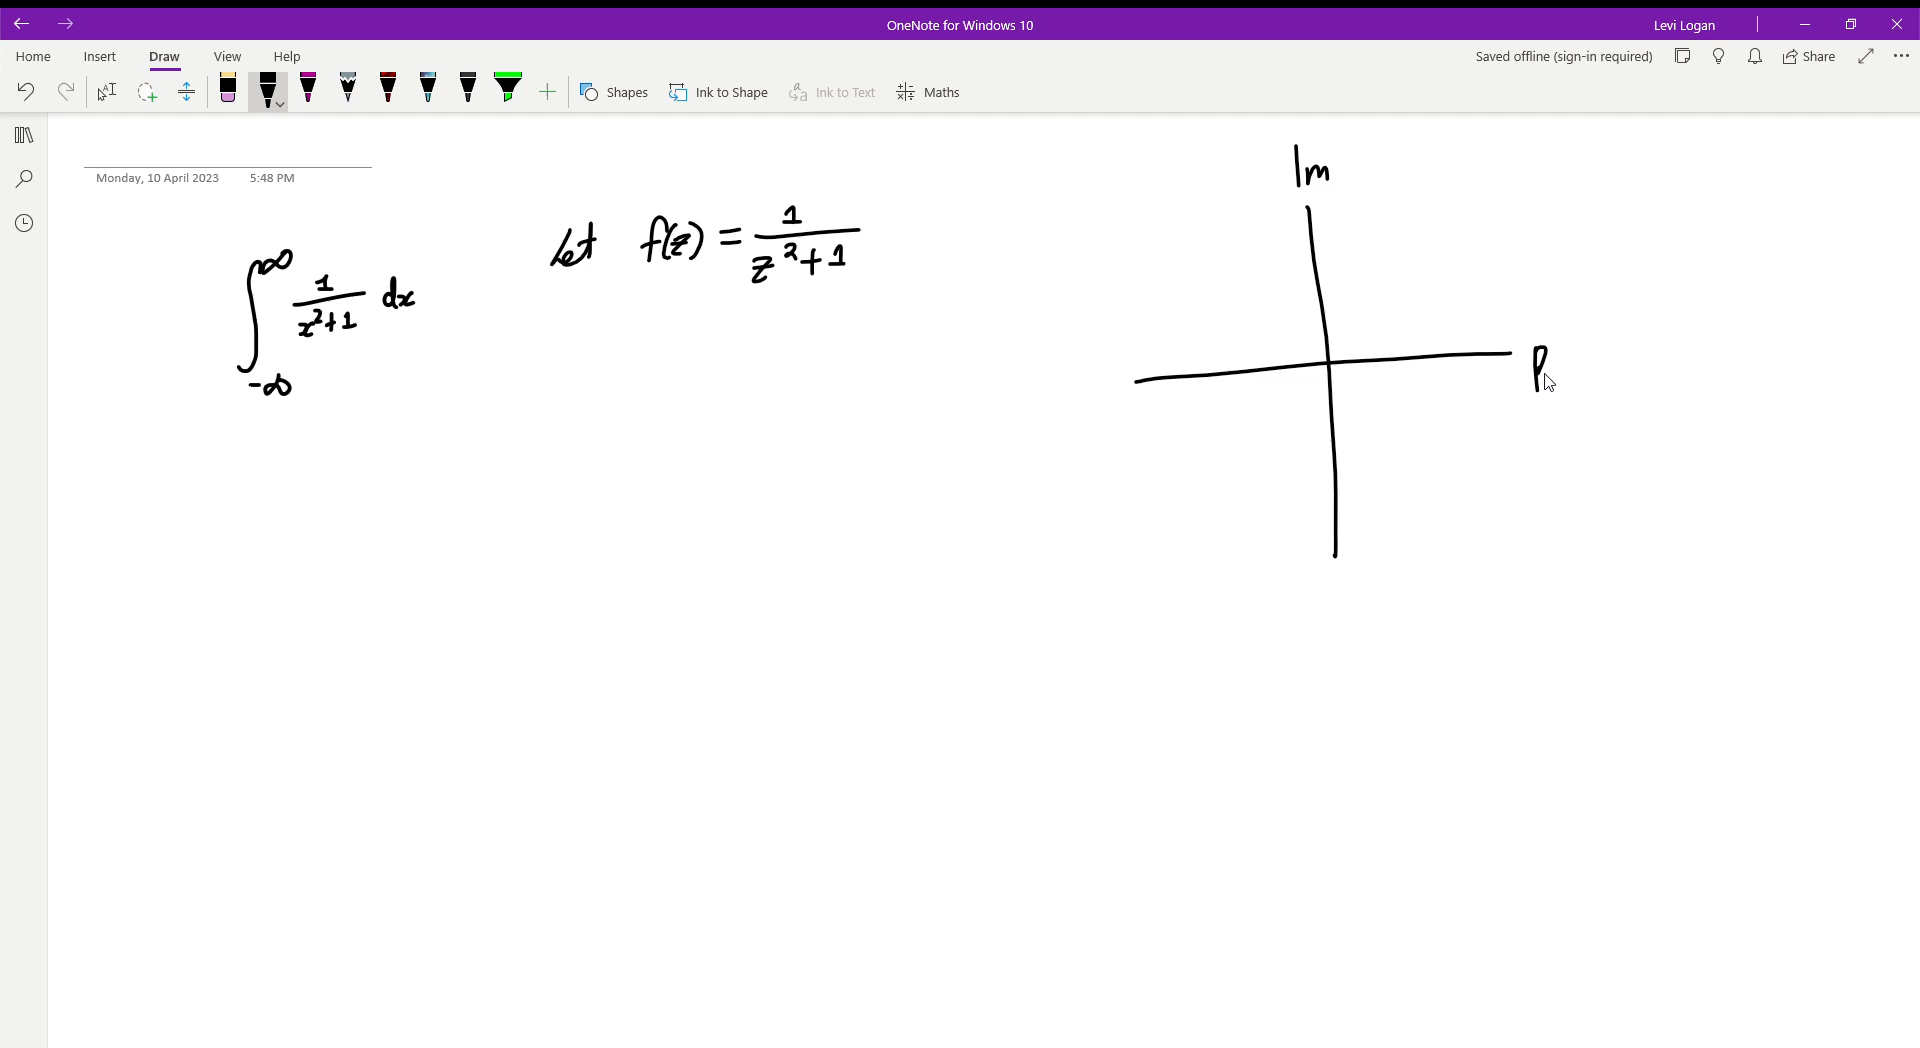 OneNote for Windows 10
Levi Logan
Home Insert Draw View Help
Saved offline (sign-in required) Share
Shapes Ink to Shape Ink to Text Maths
Monday, 10 April 2023 5:48 PM
∫_{-∞}^{∞} 1/(x²+1) dx
Let f(z) = 1/(z²+1)
Im